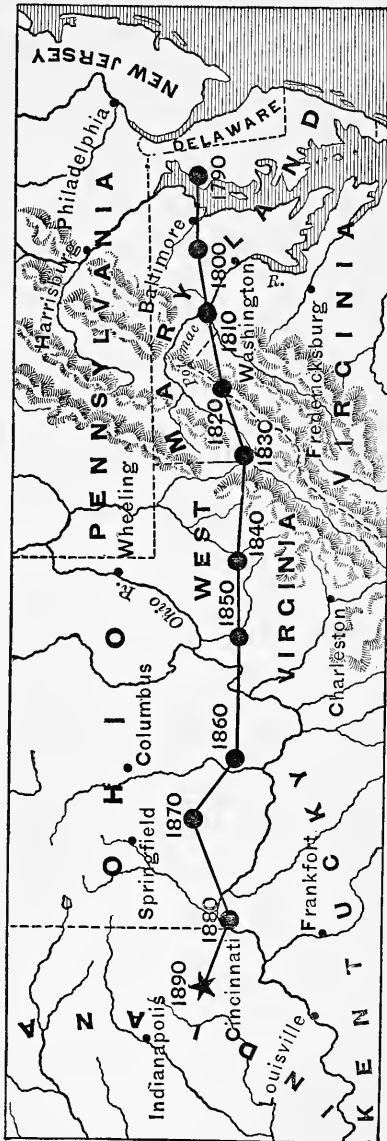 NEW JERSEY
Philadelphia
DELAWARE
Harrisburg
PENNSYLVANIA
Baltimore
MARYLAND
1790
1800
1810
Washington
Potomac
R.
1820
1830
Fredericksburg
VIRGINIA
Wheeling
WEST
VIRGINIA
1840
Ohio R.
1850
Charleston
OHIO
Columbus
1860
1870
Springfield
1880
Cincinnati
Frankfort
KENTUCKY
1890
Indianapolis
INDIANA
Louisville